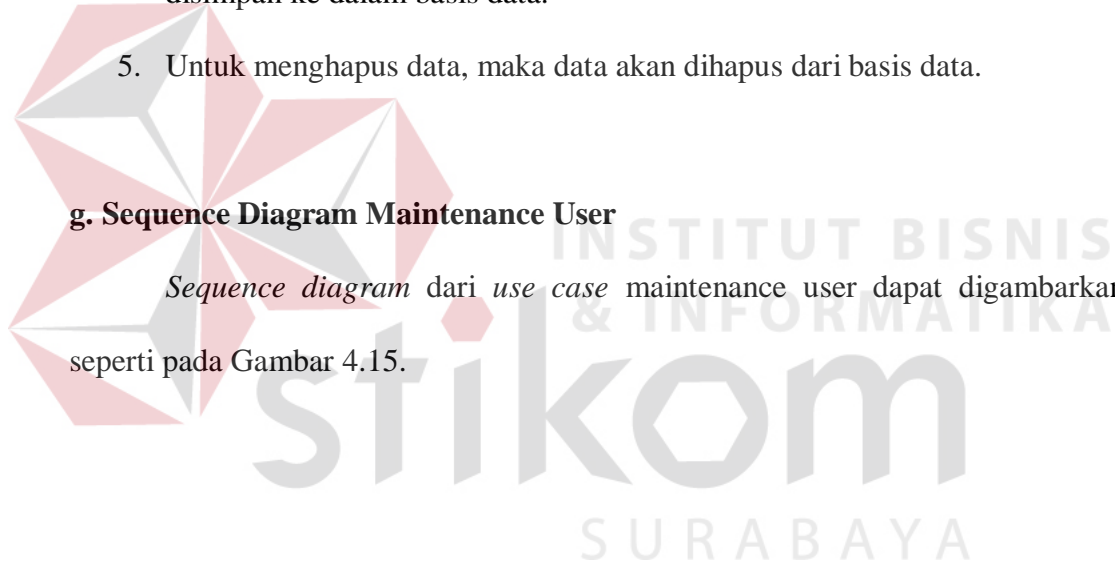 disimpan ke dalam basis data.
5. Untuk menghapus data, maka data akan dihapus dari basis data.
g. Sequence Diagram Maintenance User
INSTITUT BISNIS
Sequence diagram dari use case maintenance user dapat digambarkan
& INFORMATIKA
seperti pada Gambar 4.15.
stikom
SURABAYA